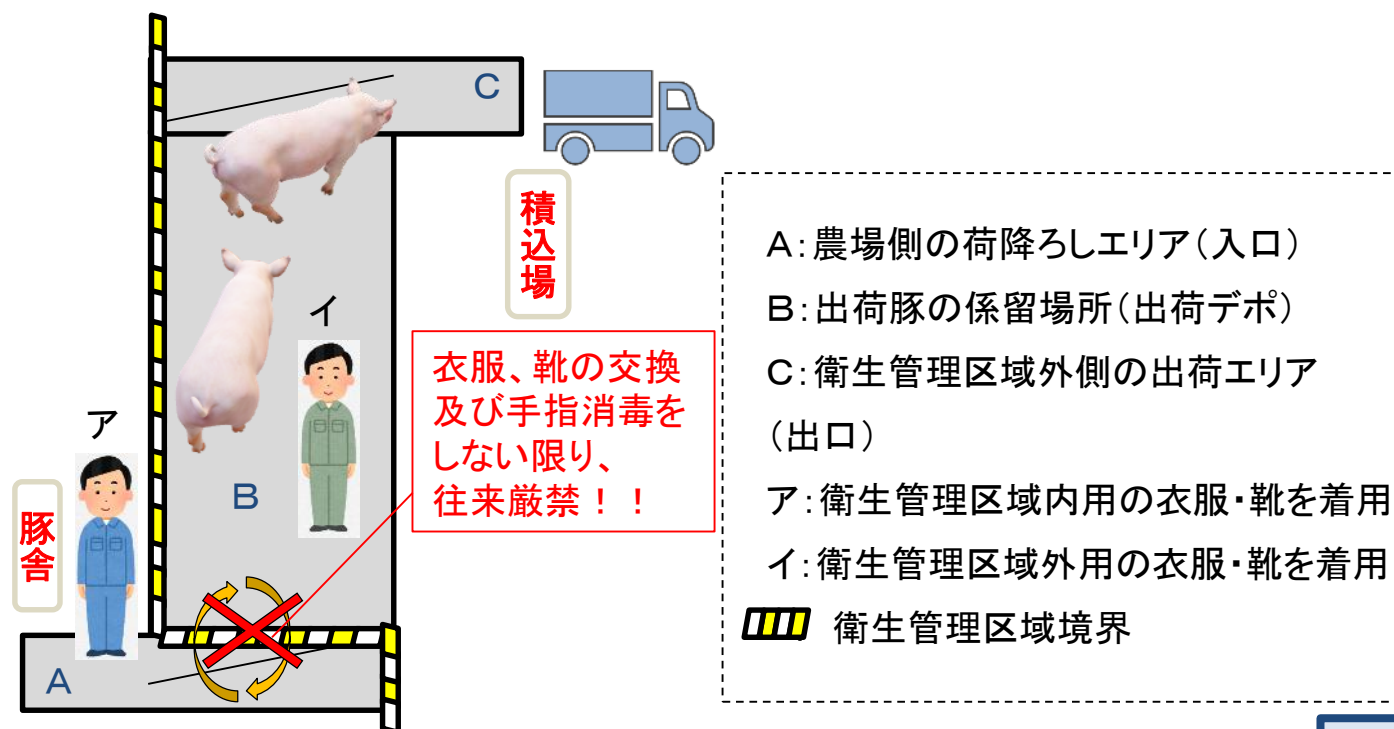 C
積込場
イ
衣服、靴の交換
及び手指消毒を
しない限り、
往来厳禁！！
ア
B
豚舎
A
A：農場側の荷降ろしエリア（入口）
B：出荷豚の係留場所（出荷デポ）
C：衛生管理区域外側の出荷エリア
（出口）
ア：衛生管理区域内用の衣服・靴を着用
イ：衛生管理区域外用の衣服・靴を着用
衛生管理区域境界